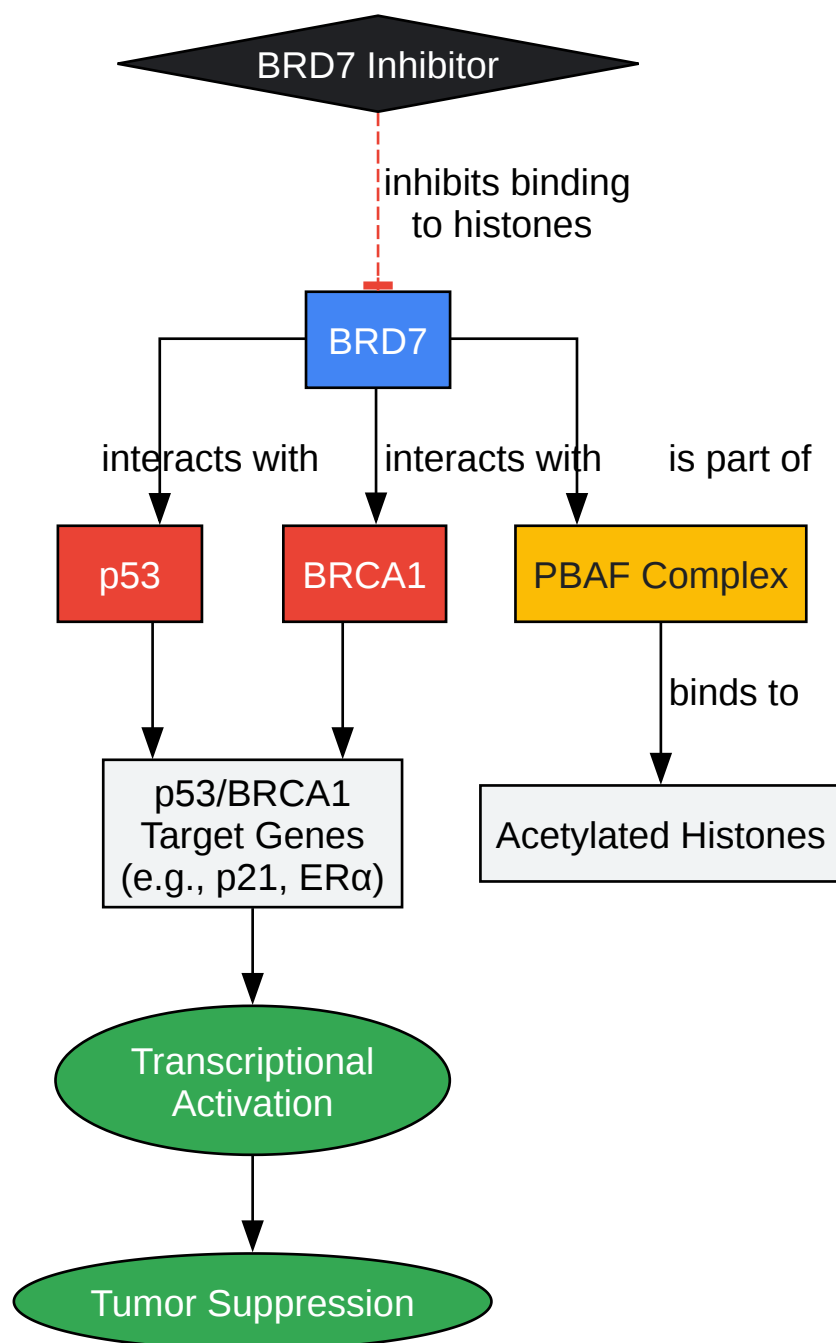 BRD7 Inhibitor
inhibits binding
to histones
BRD7
interacts with
interacts with
is part of
p53
BRCA1
PBAF Complex
binds to
p53/BRCA1
Target Genes
(e.g., p21, ERα)
Acetylated Histones
Transcriptional
Activation
Tumor Suppression